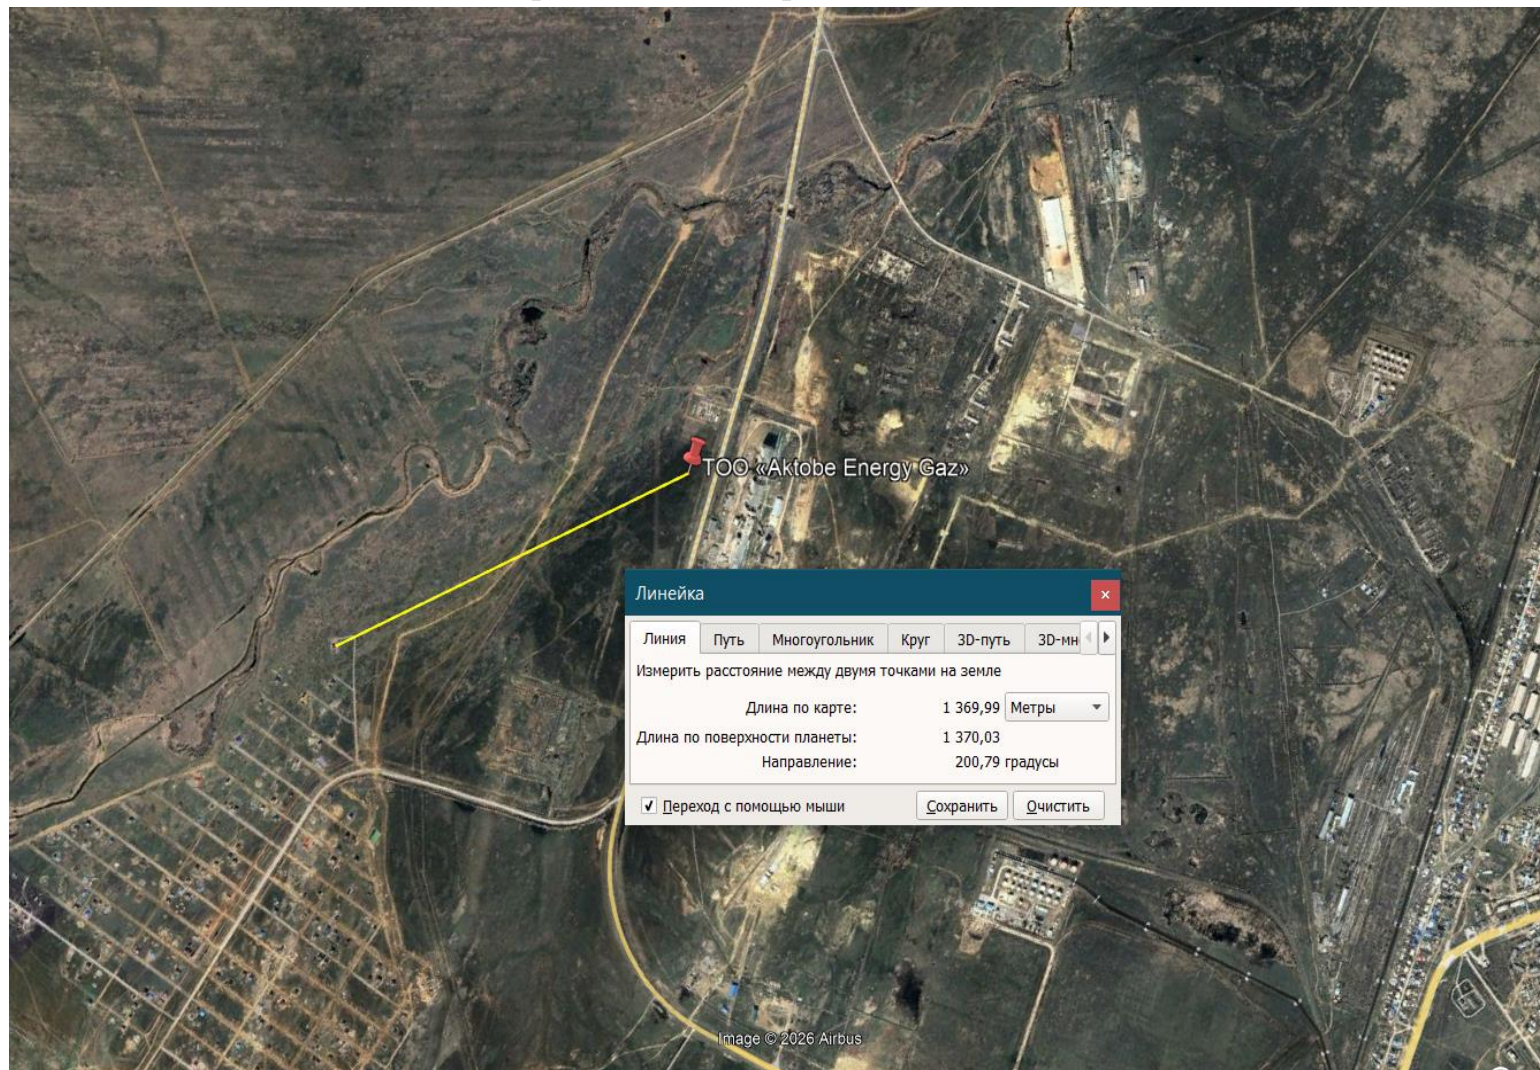 ТОО «Aktobe Energy Gaz»
Линейка
Линия Путь Многоугольник Круг 3D-путь 3D-мн
Измерить расстояние между двумя точками на земле
Длина по карте: 1 369,99 Метры
Длина по поверхности планеты: 1 370,03
Направление: 200,79 градусы
Переход с помощью мыши Сохранить Очистить
Image © 2026 Airbus